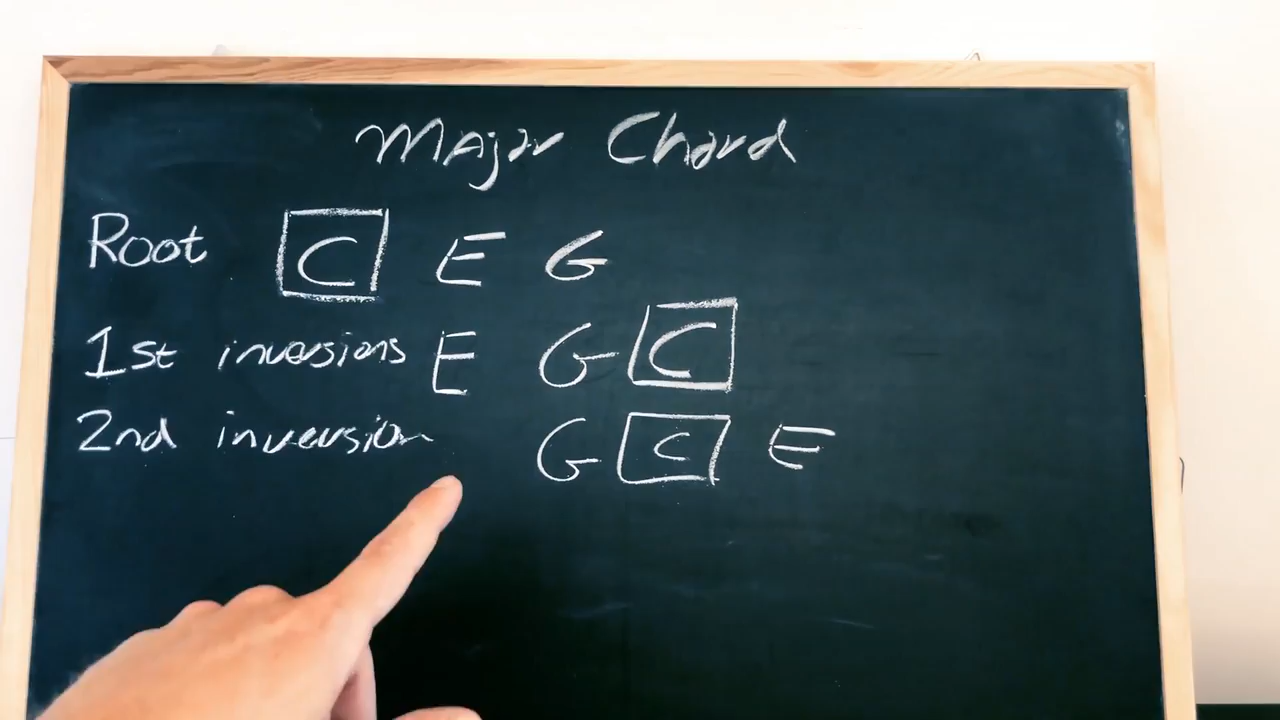 Major Chord
Root C E G
1st inversions E G C
2nd inversion G C E